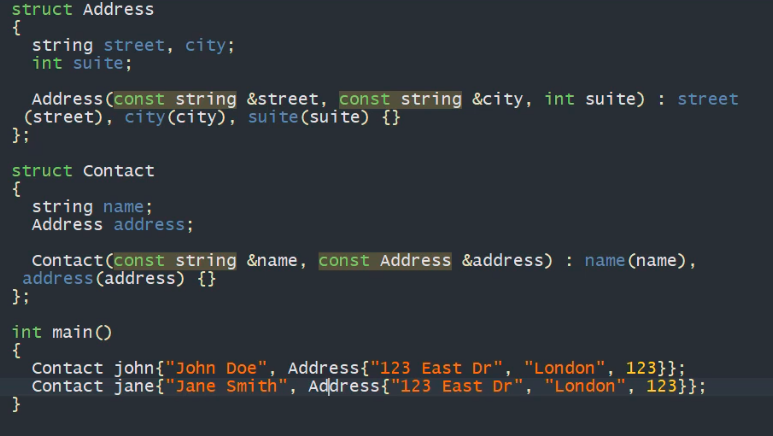 struct Address
{
  string street, city;
  int suite;

  Address(const string &street, const string &city, int suite) : street
 (street), city(city), suite(suite) {}
};

struct Contact
{
  string name;
  Address address;

  Contact(const string &name, const Address &address) : name(name),
 address(address) {}
};

int main()
{
  Contact john{"John Doe", Address{"123 East Dr", "London", 123}};
  Contact jane{"Jane Smith", Address{"123 East Dr", "London", 123}};
}